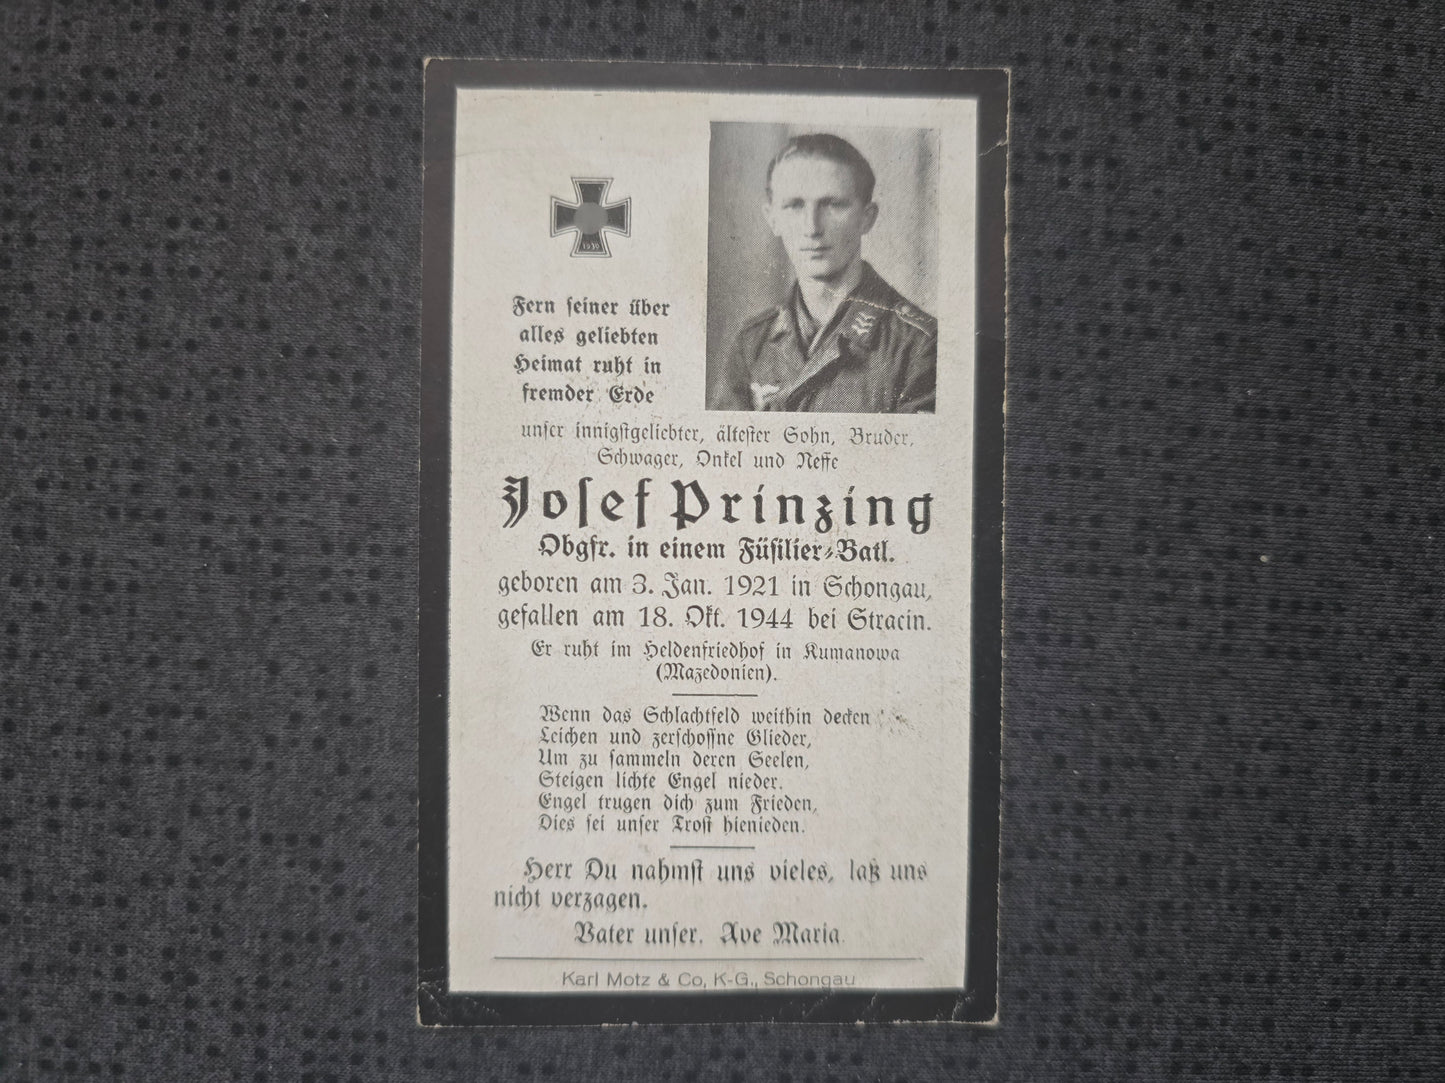 1939
Fern seiner über
alles geliebten
Heimat ruht in
fremder Erde
unser innigstgeliebter, ältester Sohn, Bruder,
Schwager, Onkel und Neffe
Josef Prinzing
Obgfr. in einem Füsilier-Batl.
geboren am 3. Jan. 1921 in Schongau,
gefallen am 18. Okt. 1944 bei Stracin.
Er ruht im Heldenfriedhof in Kumanowa
(Mazedonien).
Wenn das Schlachtfeld weithin decken
Leichen und zerschossne Glieder,
Um zu sammeln deren Seelen,
Steigen lichte Engel nieder.
Engel trugen dich zum Frieden,
Dies sei unser Trost hienieden.
Herr Du nahmst uns vieles, laß uns
nicht verzagen.
Vater unser. Ave Maria.
Karl Motz & Co, K-G., Schongau